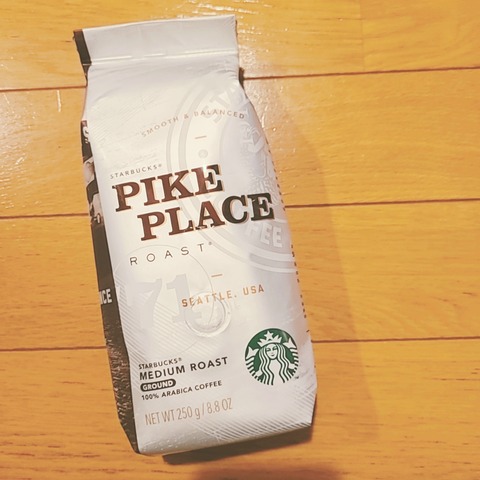 SMOOTH & BALANCED
STARBUCKS®
PIKE
PLACE
ROAST®
SEATTLE, USA
STARBUCKS®
MEDIUM ROAST
GROUND
100% ARABICA COFFEE
NET WT 250 g / 8.8 OZ